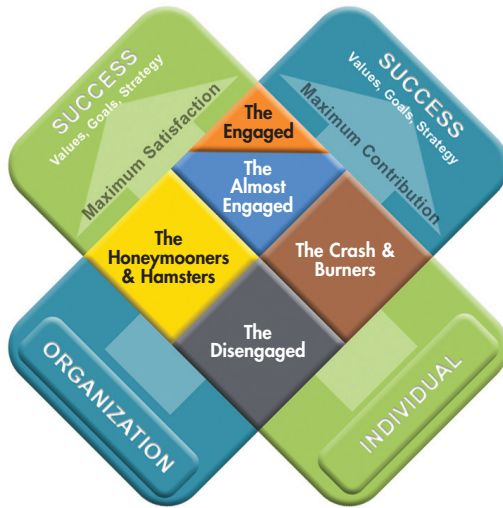 SUCCESS
Values, Goals, Strategy
Maximum Satisfaction
SUCCESS
Values, Goals, Strategy
Maximum Contribution
The
Engaged
The
Almost
Engaged
The
Honeymooners
& Hamsters
The Crash &
Burners
The
Disengaged
ORGANIZATION
INDIVIDUAL